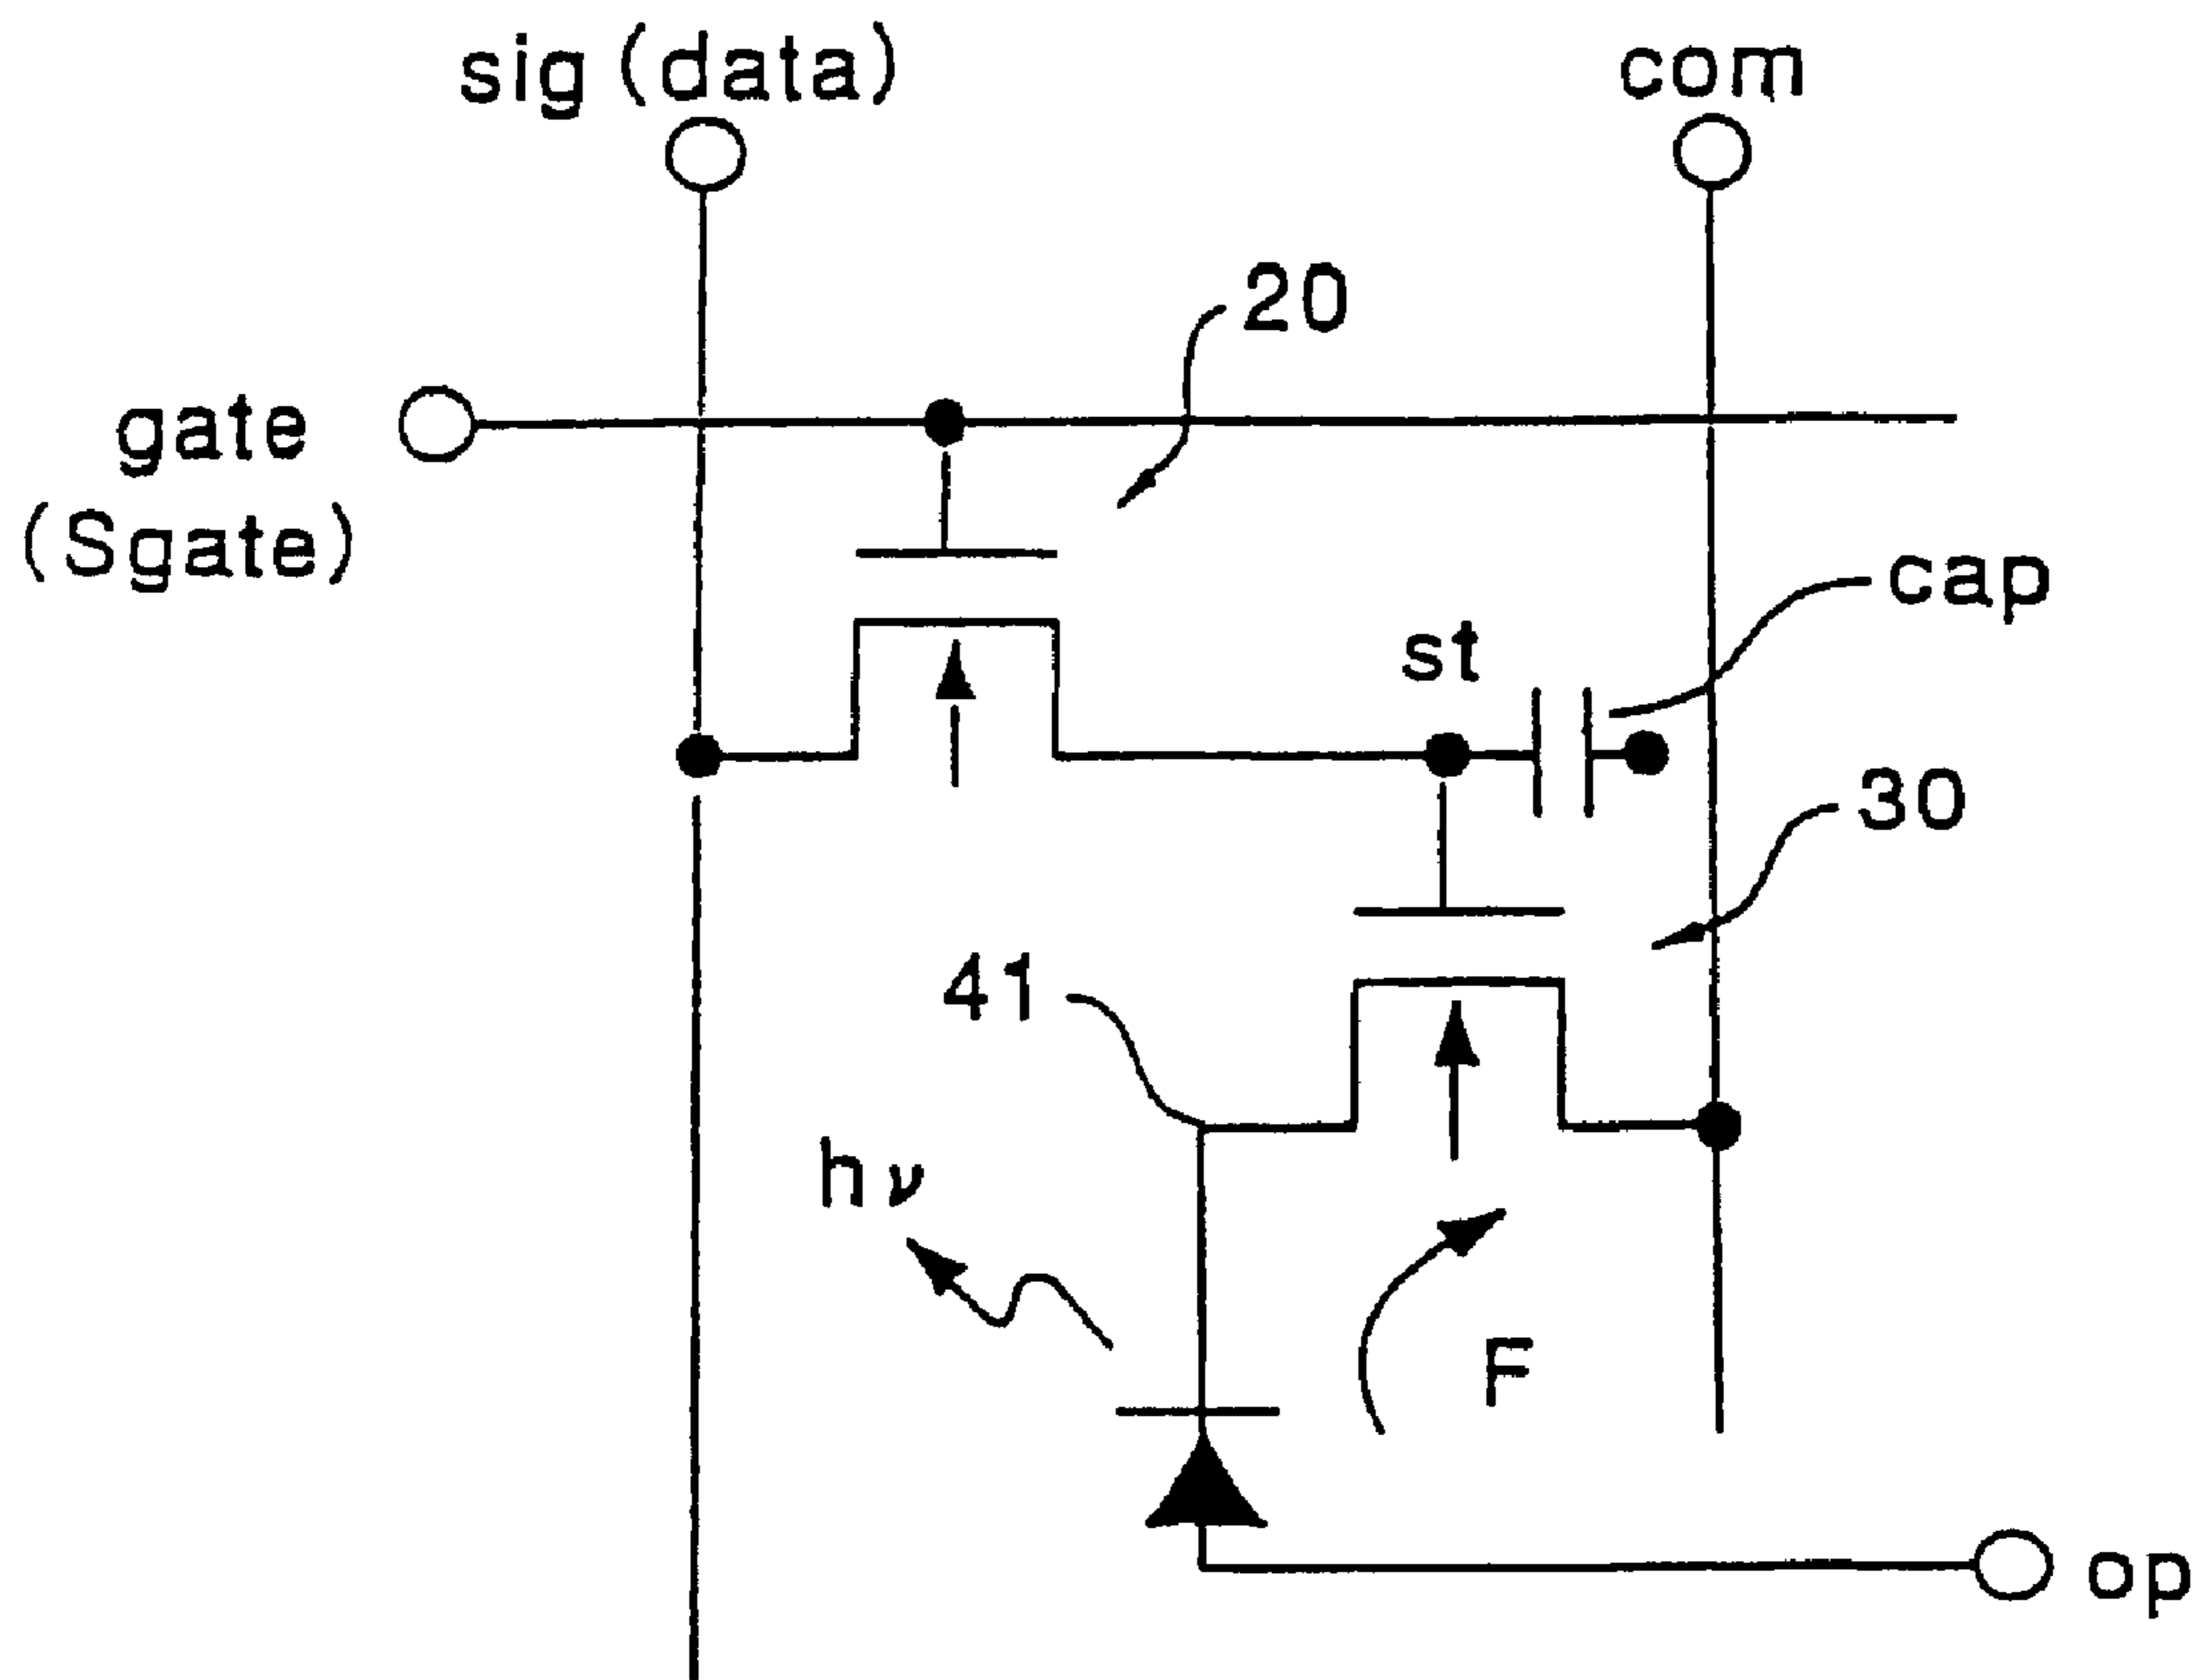 sig (data)
com
20
gate
(Sgate)
cap
st
30
41
hν
F
op